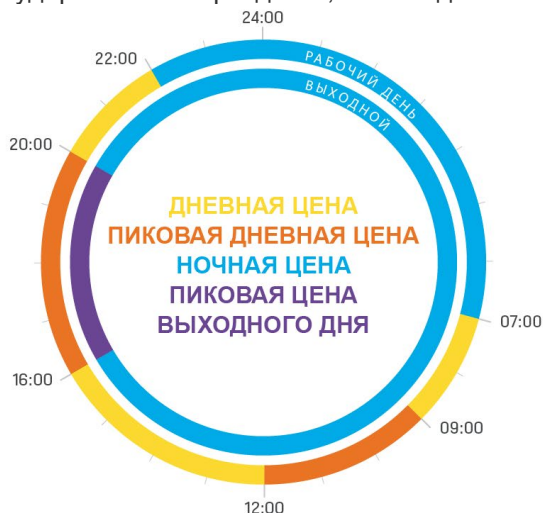 24:00
РАБОЧИЙ ДЕНЬ
22:00
ВЫХОДНОЙ
20:00
ДНЕВНАЯ ЦЕНА
ПИКОВАЯ ДНЕВНАЯ ЦЕНА
НОЧНАЯ ЦЕНА
ПИКОВАЯ ЦЕНА
ВЫХОДНОГО ДНЯ
07:00
16:00
09:00
12:00